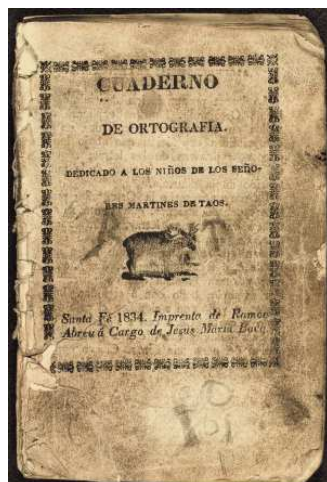 CUADERNO
DE ORTOGRAFIA.
DEDICADO A LOS NIÑOS DE LOS SEÑO-
RES MARTINES DE TAOS.
Santa Fé 1834. Imprenta de Ramon
Abreu á Cargo de Jesus Maria Baca